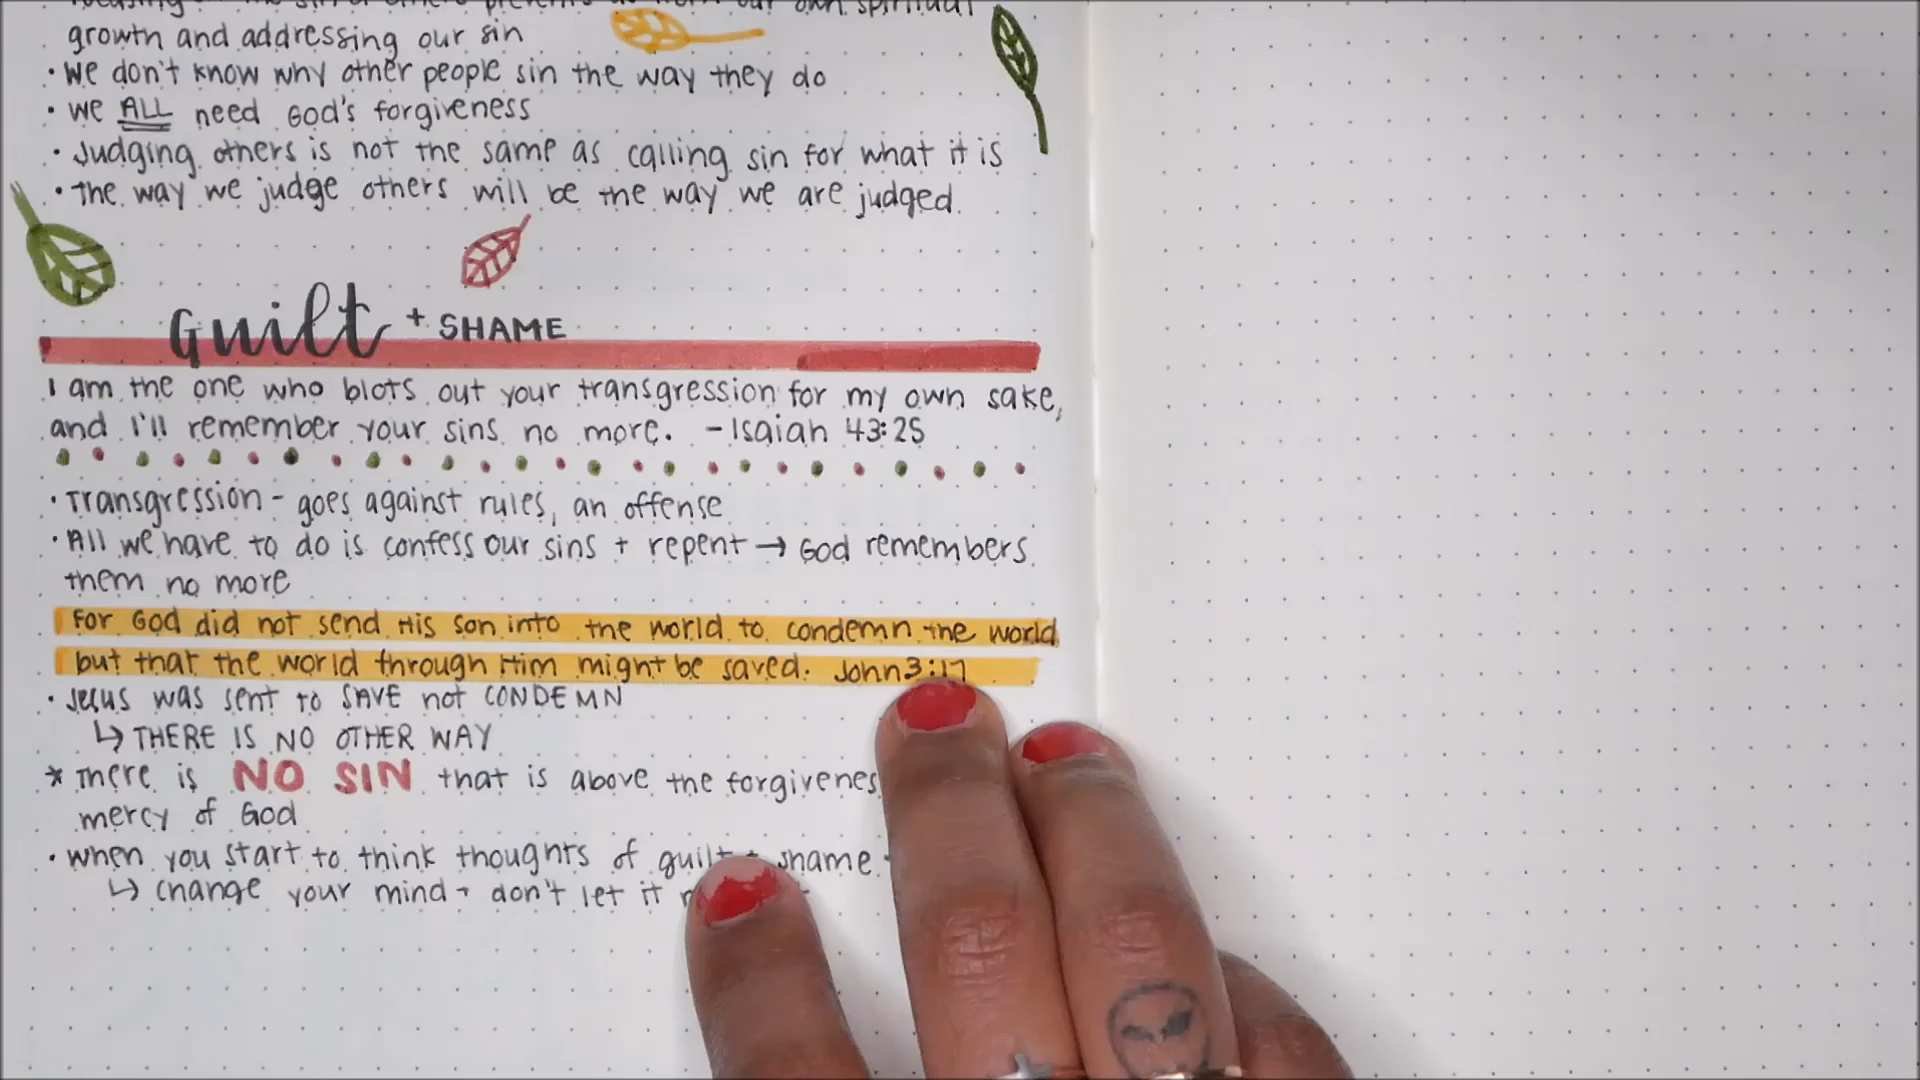 growth and addressing our sin
• We don't know why other people sin the way they do
• we ALL need God's forgiveness
• Judging others is not the same as calling sin for what it is
• The way we judge others will be the way we are judged.
Guilt + SHAME
I am the one who blots out your transgression for my own sake,
and I'll remember your sins no more. - Isaiah 43:25
• Transgression - goes against rules, an offense
• All we have to do is confess our sins + repent → God remembers
them no more
For God did not send His son into the world to condemn the world
but that the world through Him might be saved. John 3:17
• Jesus was sent to SAVE not CONDEMN
↳ THERE IS NO OTHER WAY
* There is NO SIN that is above the
mercy of God
• when you start to think thoughts of guilt + shame
↳ change your mind + don't let it